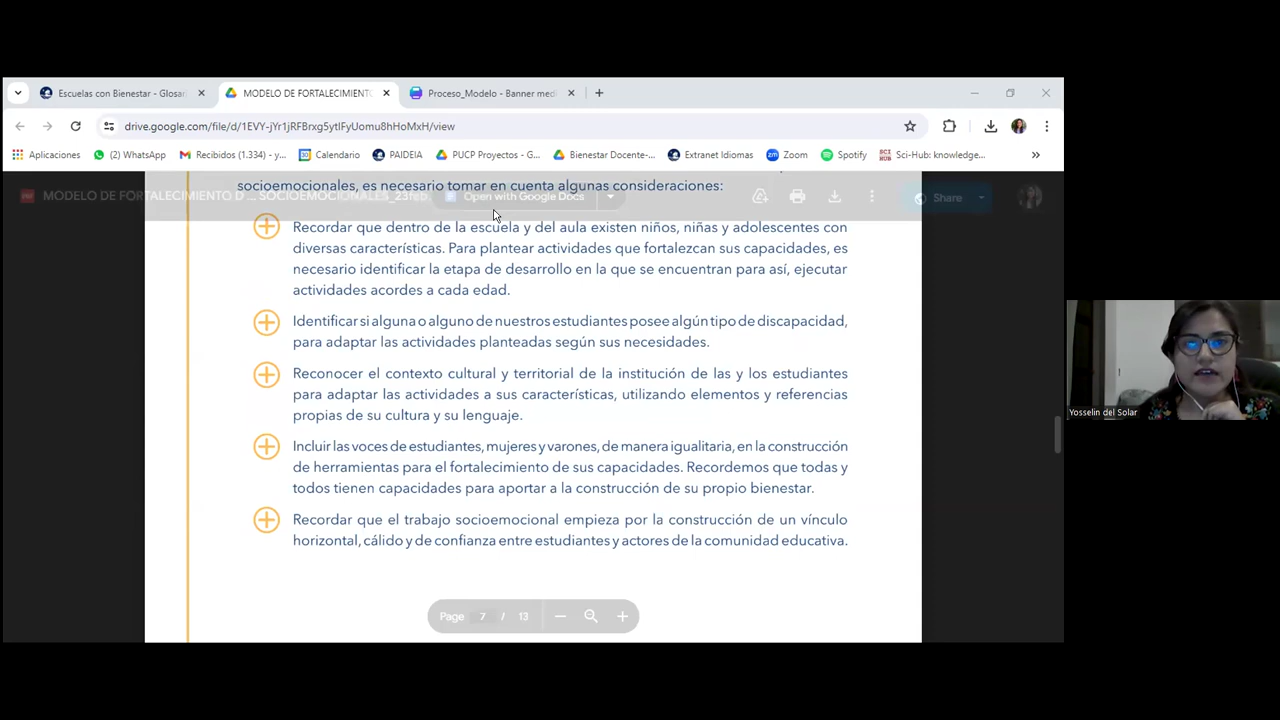 Escuelas con Bienestar - Glosar
MODELO DE FORTALECIMIENTO
Proceso_Modelo - Banner med
drive.google.com/file/d/1EVY-jYr1jRFBrxg5ytIFyUomu8hHoMxH/view
Aplicaciones (2) WhatsApp Recibidos (1.334) - y... Calendario PAIDEIA PUCP Proyectos - G... Bienestar Docente-... Extranet Idiomas Zoom Spotify Sci-Hub: knowledge...
socioemocionales, es necesario tomar en cuenta algunas consideraciones:
MODELO DE FORTALECIMIENTO D ... SOCIOEMOCIONALES_23feb. Open with Google Docs Share
Recordar que dentro de la escuela y del aula existen niños, niñas y adolescentes con
diversas características. Para plantear actividades que fortalezcan sus capacidades, es
necesario identificar la etapa de desarrollo en la que se encuentran para así, ejecutar
actividades acordes a cada edad.
Identificar si alguna o alguno de nuestros estudiantes posee algún tipo de discapacidad,
para adaptar las actividades planteadas según sus necesidades.
Reconocer el contexto cultural y territorial de la institución de las y los estudiantes
para adaptar las actividades a sus características, utilizando elementos y referencias
propias de su cultura y su lenguaje.
Incluir las voces de estudiantes, mujeres y varones, de manera igualitaria, en la construcción
de herramientas para el fortalecimiento de sus capacidades. Recordemos que todas y
todos tienen capacidades para aportar a la construcción de su propio bienestar.
Recordar que el trabajo socioemocional empieza por la construcción de un vínculo
horizontal, cálido y de confianza entre estudiantes y actores de la comunidad educativa.
Page 7 / 13
Yosselin del Solar